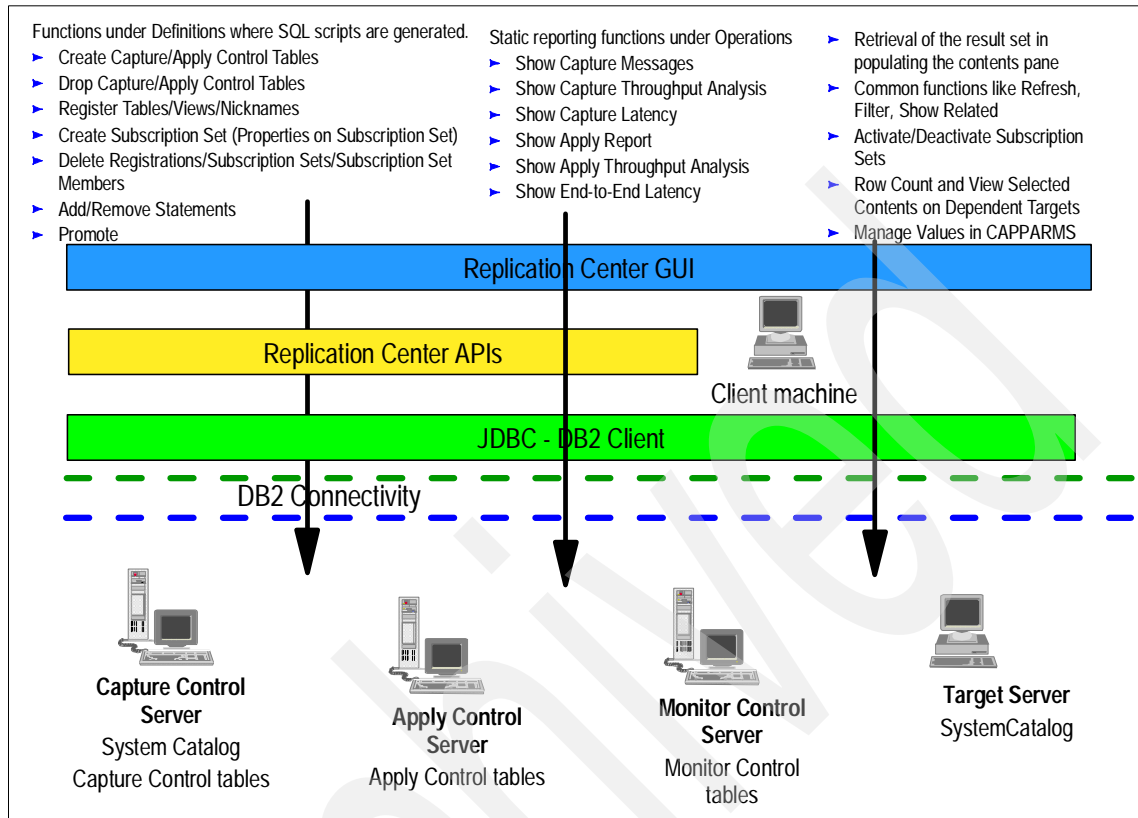 Functions under Definitions where SQL scripts are generated.
Create Capture/Apply Control Tables
Drop Capture/Apply Control Tables
Register Tables/Views/Nicknames
Create Subscription Set (Properties on Subscription Set)
Delete Registrations/Subscription Sets/Subscription Set
Members
Add/Remove Statements
Promote
Static reporting functions under Operations
Show Capture Messages
Show Capture Throughput Analysis
Show Capture Latency
Show Apply Report
Show Apply Throughput Analysis
Show End-to-End Latency
Retrieval of the result set in
populating the contents pane
Common functions like Refresh,
Filter, Show Related
Activate/Deactivate Subscription
Sets
Row Count and View Selected
Contents on Dependent Targets
Manage Values in CAPPARMS
Replication Center GUI
Replication Center APIs
Client machine
JDBC - DB2 Client
DB2 Connectivity
Capture Control
Server
System Catalog
Capture Control tables
Apply Control
Server
Apply Control tables
Monitor Control
Server
Monitor Control
tables
Target Server
SystemCatalog